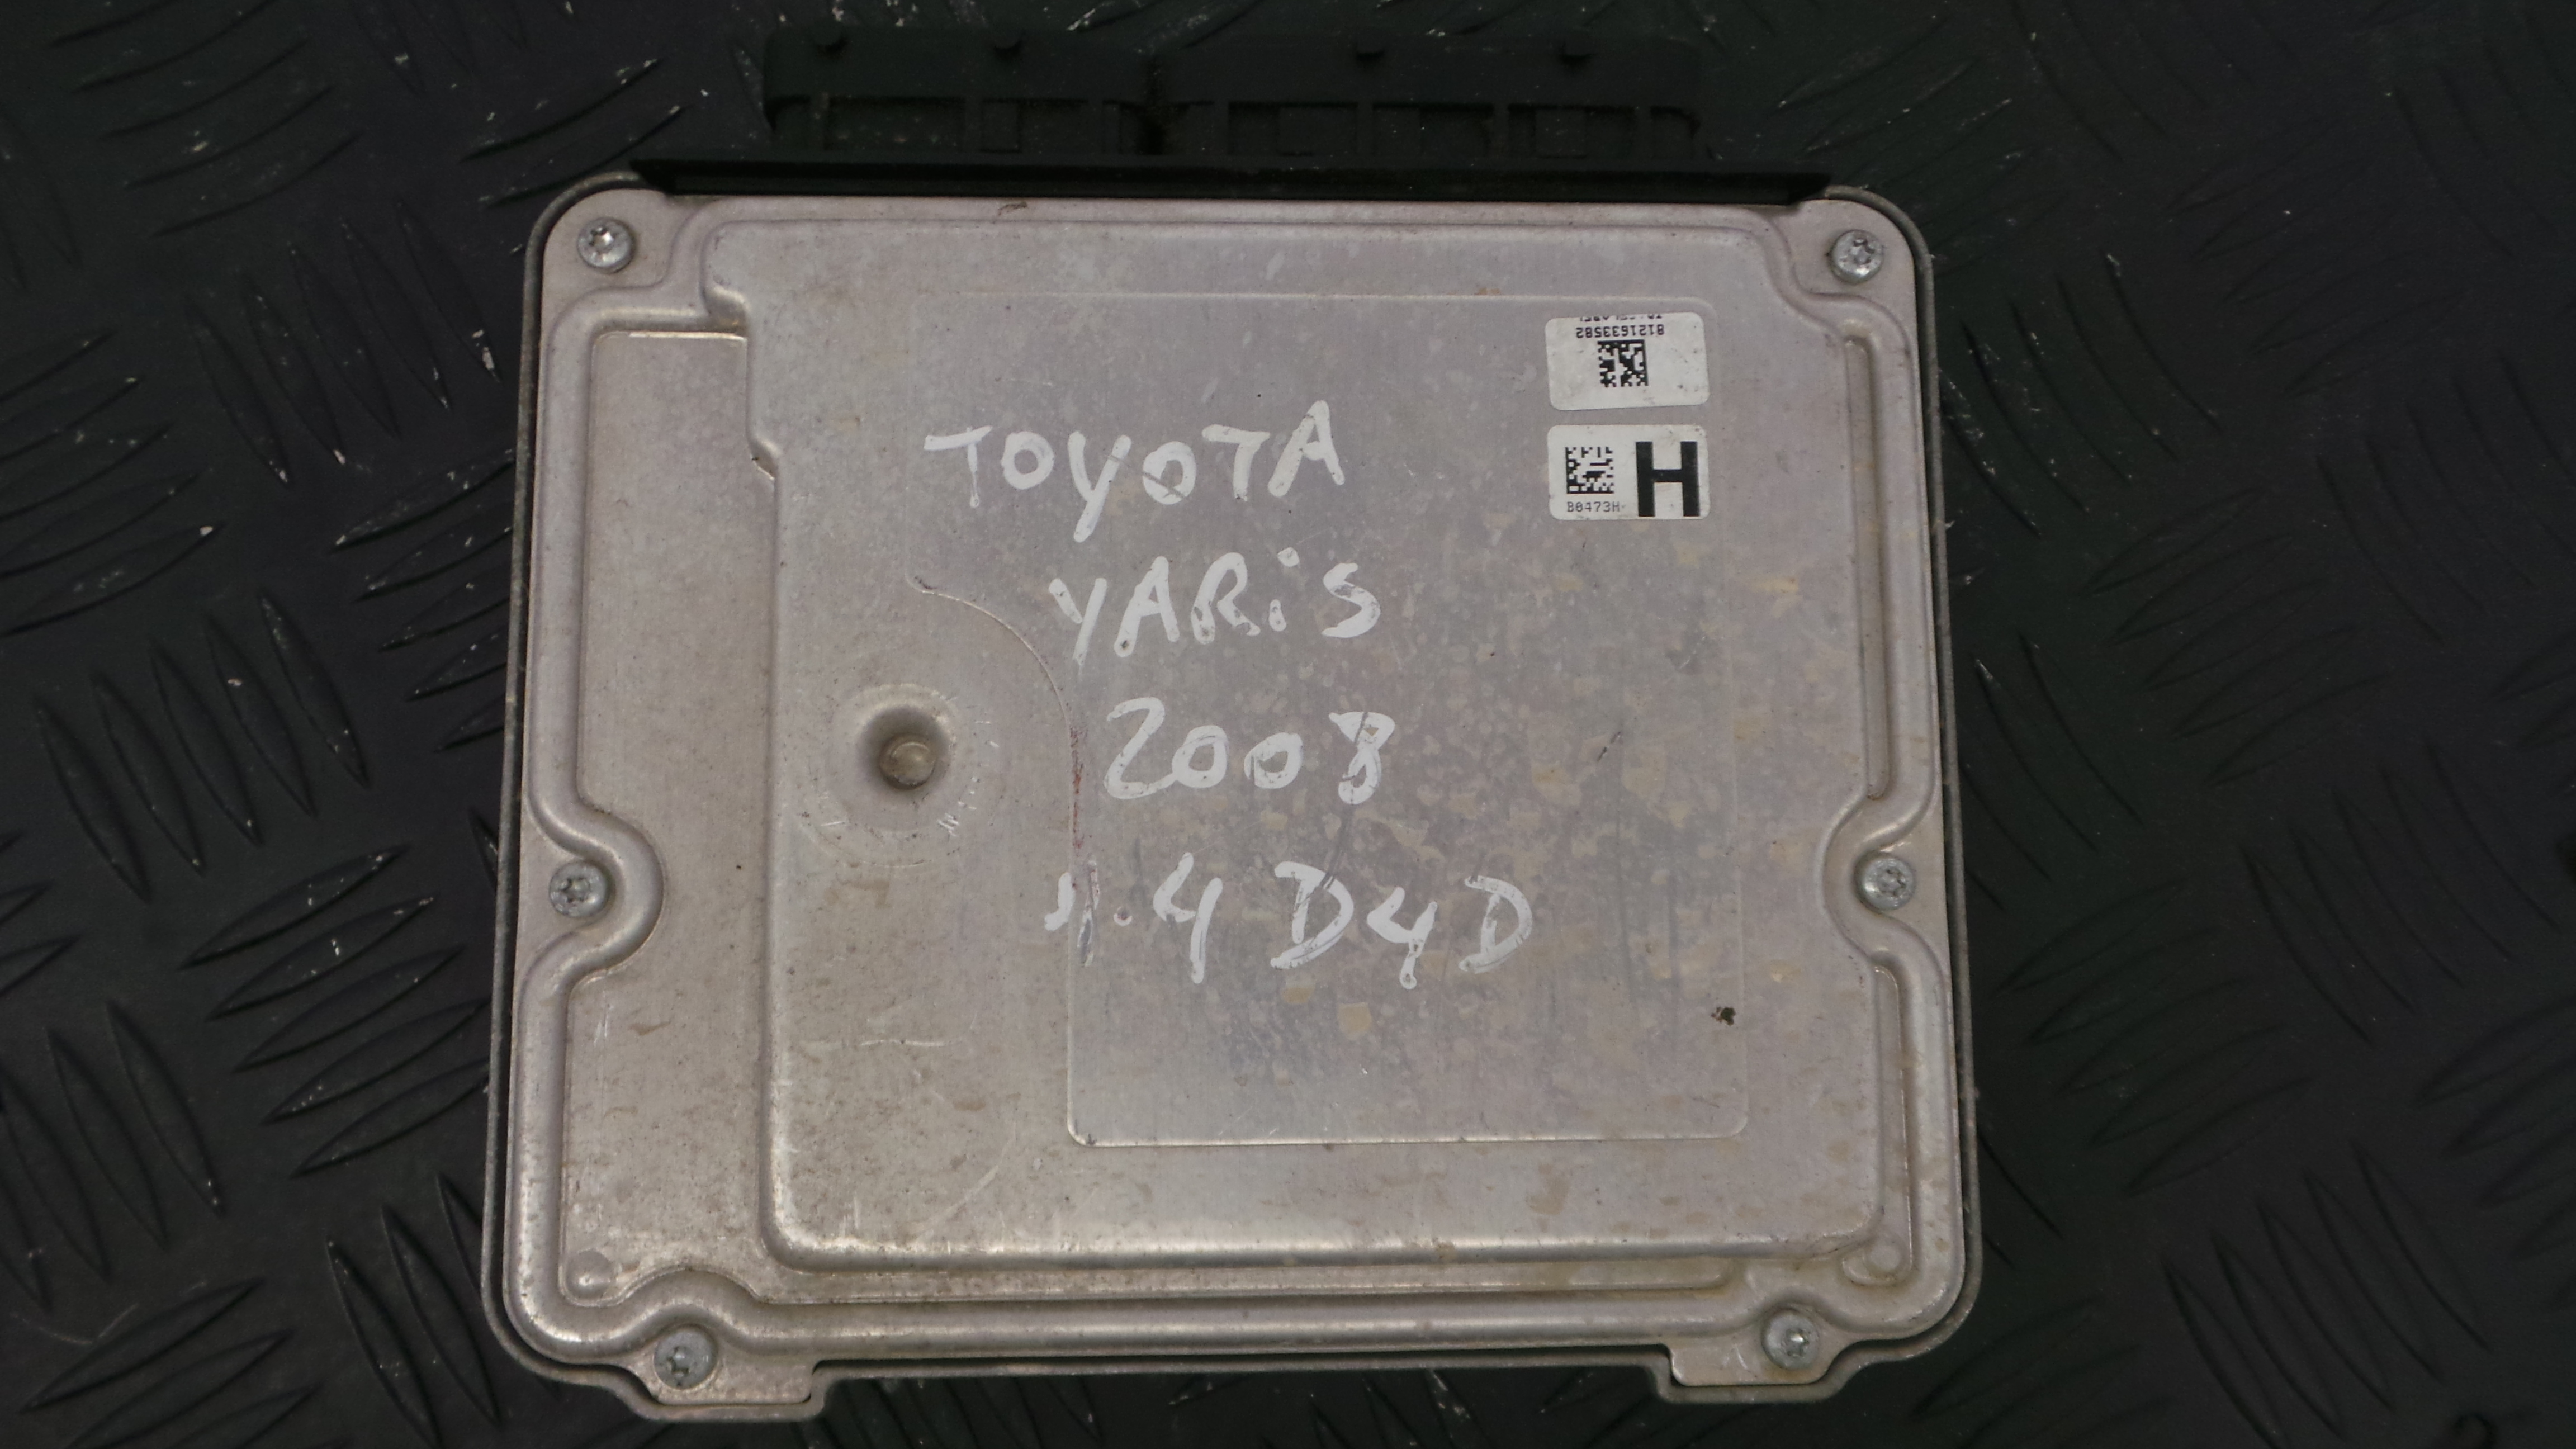 8121633582
H
B0473H
TOYOTA
YARiS
2008
1.4 D4D